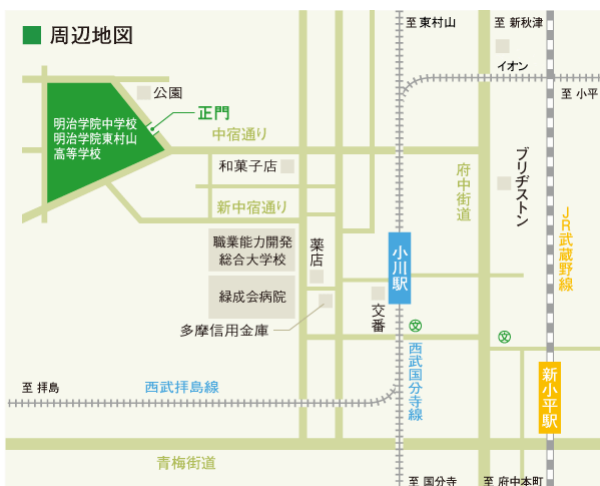 周辺地図
至 東村山
至 新秋津
イオン
至 小平
公園
正門
中宿通り
明治学院中学校
明治学院東村山
高等学校
和菓子店
府中街道
ブリヂストン
新中宿通り
JR武蔵野線
職業能力開発
総合大学校
薬店
小川駅
緑成会病院
交番
多摩信用金庫
文
文
西武国分寺線
新小平駅
至 拝島
西武拝島線
青梅街道
至 国分寺
至 府中本町